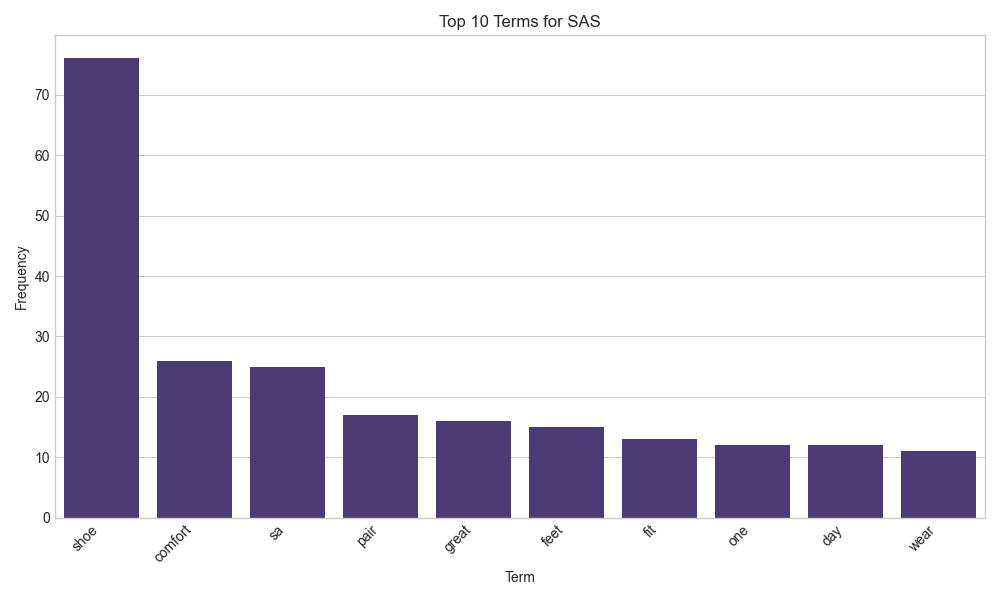 Top 10 Terms for SAS
Frequency
70
60
50
40
30
20
10
0
shoe
comfort
sa
pair
great
feet
fit
one
day
wear
Term